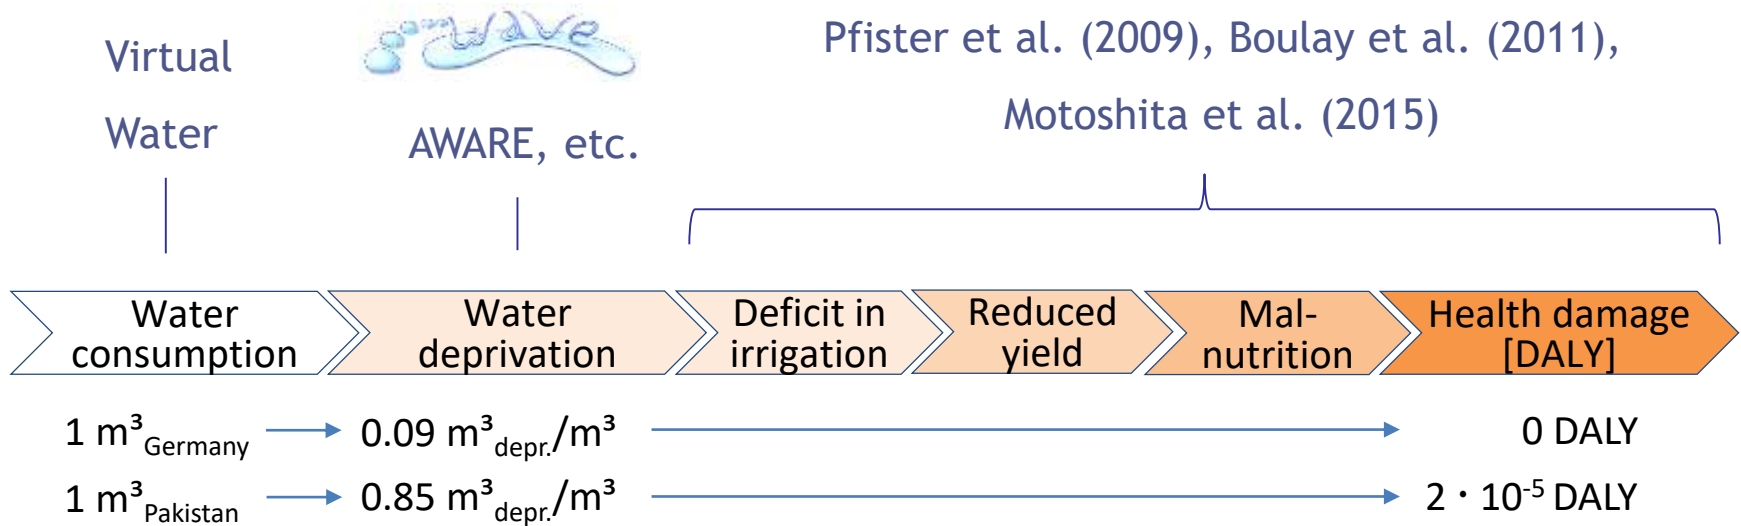 Virtual
Water
wave
AWARE, etc.
Pfister et al. (2009), Boulay et al. (2011),
Motoshita et al. (2015)
Water
consumption
Water
deprivation
Deficit in
irrigation
Reduced
yield
Mal-
nutrition
Health damage
[DALY]
1 m³Germany 0.09 m³depr./m³ 0 DALY
1 m³Pakistan 0.85 m³depr./m³ 2 · 10⁻⁵ DALY